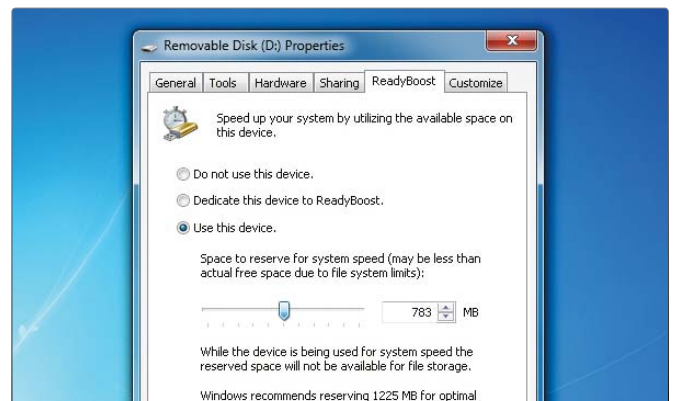 Removable Disk (D:) Properties
x
General Tools Hardware Sharing ReadyBoost Customize
Speed up your system by utilizing the available space on
this device.
Do not use this device.
Dedicate this device to ReadyBoost.
Use this device.
Space to reserve for system speed (may be less than
actual free space due to file system limits):
783 MB
While the device is being used for system speed the
reserved space will not be available for file storage.
Windows recommends reserving 1225 MB for optimal